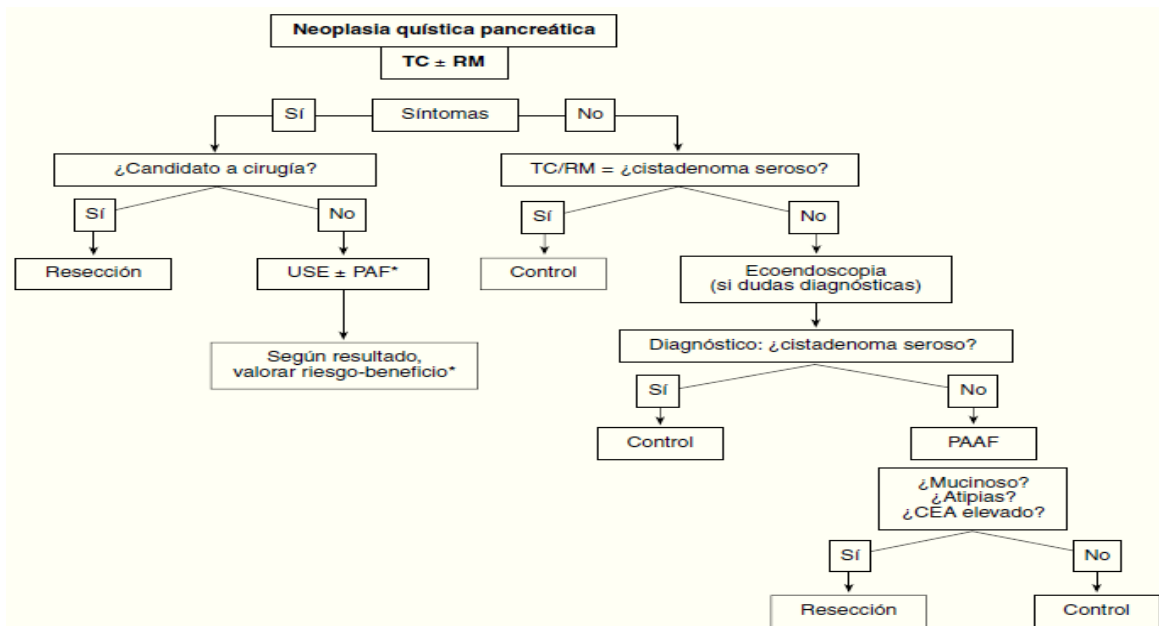 Neoplasia quística pancreática
TC ± RM
Sí
Síntomas
No
¿Candidato a cirugía?
TC/RM = ¿cistadenoma seroso?
Sí
No
Sí
No
Resección
USE ± PAF*
Control
Ecoendoscopia
(si dudas diagnósticas)
Según resultado,
valorar riesgo-beneficio*
Diagnóstico: ¿cistadenoma seroso?
Sí
No
Control
PAAF
¿Mucinoso?
¿Atipias?
¿CEA elevado?
Sí
No
Resección
Control